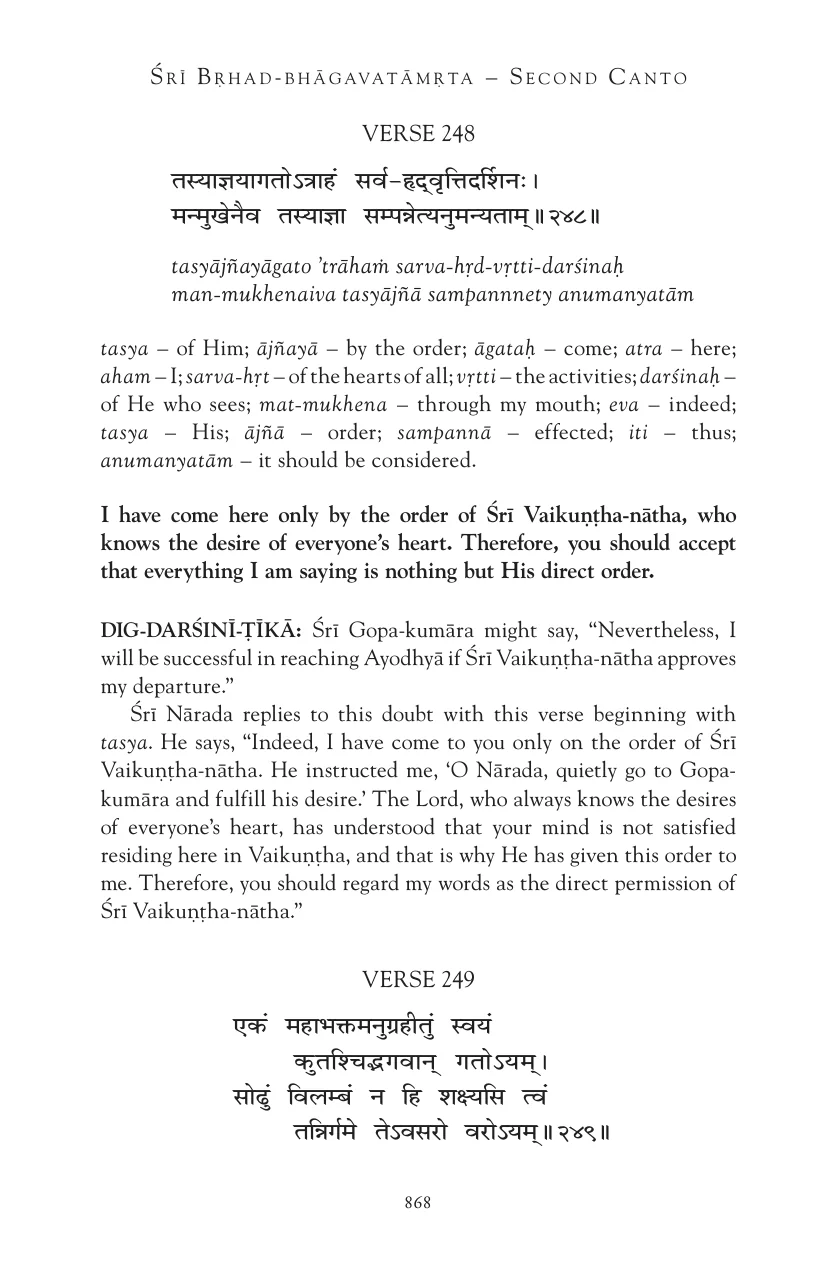 ŚRĪ BṚHAD-BHĀGAVATĀMṚTA – SECOND CANTO
VERSE 248
तस्याज्ञयागतोऽत्राहं सर्व-हृद्‌वृत्तिदर्शिनः।
मन्मुखेनैव तस्याज्ञा सम्पन्नेत्यनुमन्यताम्॥२४८॥
tasyājñayāgato ’trāhaṁ sarva-hṛd-vṛtti-darśinaḥ
man-mukhenaiva tasyājñā sampannnety anumanyatām
tasya – of Him; ājñayā – by the order; āgataḥ – come; atra – here;
aham – I; sarva-hṛt – of the hearts of all; vṛtti – the activities; darśinaḥ –
of He who sees; mat-mukhena – through my mouth; eva – indeed;
tasya – His; ājñā – order; sampannā – effected; iti – thus;
anumanyatām – it should be considered.
I have come here only by the order of Śrī Vaikuṇṭha-nātha, who
knows the desire of everyone’s heart. Therefore, you should accept
that everything I am saying is nothing but His direct order.
DIG-DARŚINĪ-ṬĪKĀ: Śrī Gopa-kumāra might say, “Nevertheless, I
will be successful in reaching Ayodhyā if Śrī Vaikuṇṭha-nātha approves
my departure.”
Śrī Nārada replies to this doubt with this verse beginning with
tasya. He says, “Indeed, I have come to you only on the order of Śrī
Vaikuṇṭha-nātha. He instructed me, ‘O Nārada, quietly go to Gopa-
kumāra and fulfill his desire.’ The Lord, who always knows the desires
of everyone’s heart, has understood that your mind is not satisfied
residing here in Vaikuṇṭha, and that is why He has given this order to
me. Therefore, you should regard my words as the direct permission of
Śrī Vaikuṇṭha-nātha.”
VERSE 249
एकं महाभक्तमनुग्रहीतुं स्वयं
कुतश्चिद्भगवान् गतोऽयम्।
सोढुं विलम्बं न हि शक्ष्यसि त्वं
तन्निर्गमे तेऽवसरो वरोऽयम्॥२४९॥
868